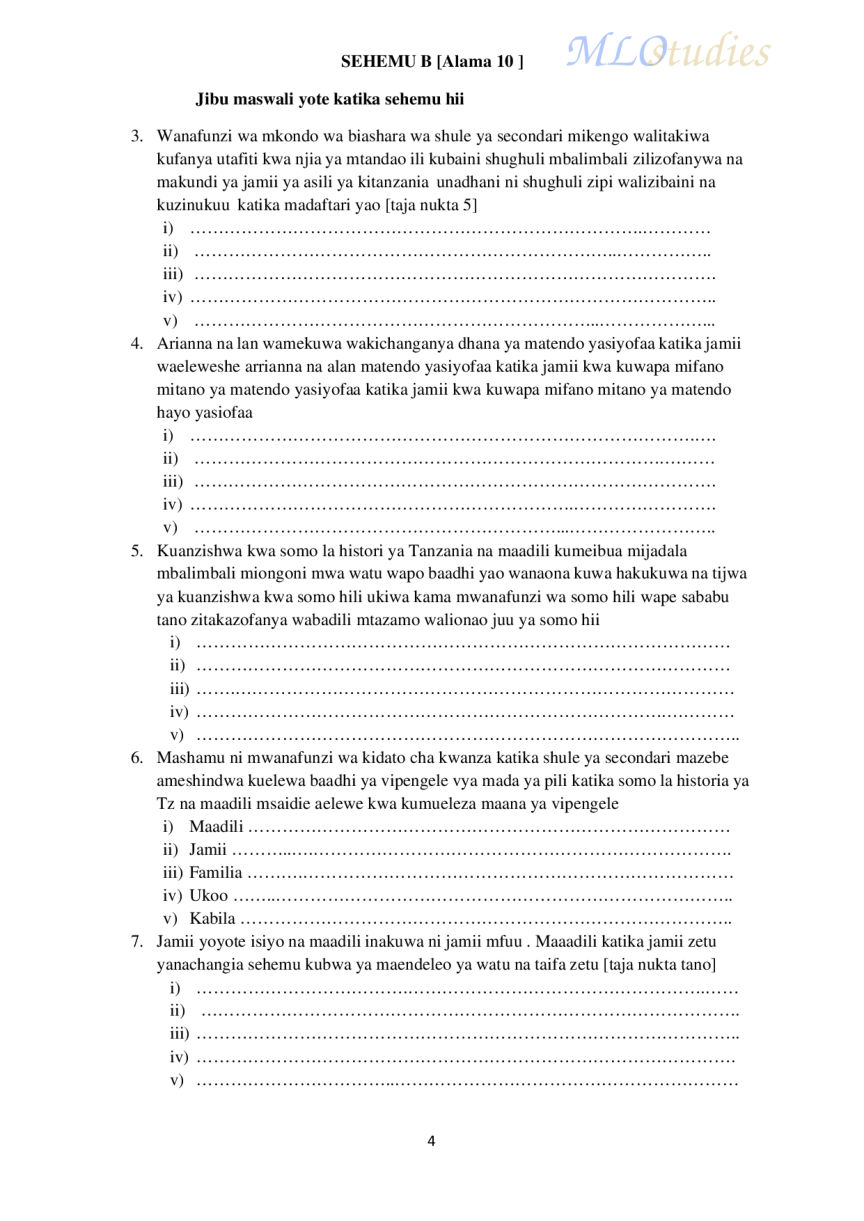 MLOstudies
SEHEMU B [Alama 10 ]
Jibu maswali yote katika sehemu hii
3. Wanafunzi wa mkondo wa biashara wa shule ya secondari mikengo walitakiwa
kufanya utafiti kwa njia ya mtandao ili kubaini shughuli mbalimbali zilizofanywa na
makundi ya jamii ya asili ya kitanzania unadhani ni shughuli zipi walizibaini na
kuzinukuu katika madaftari yao [taja nukta 5]
i) ……………………………………………………………………….…………
ii) …………………………………………………………………..……………..
iii) ……………………………………………………………………………….
iv) ………………………………………………………………………………..
v) ……………………………………………………………..………………...
4. Arianna na lan wamekuwa wakichanganya dhana ya matendo yasiyofaa katika jamii
waeleweshe arrianna na alan matendo yasiyofaa katika jamii kwa kuwapa mifano
mitano ya matendo yasiyofaa katika jamii kwa kuwapa mifano mitano ya matendo
hayo yasiofaa
i) …………………………………………………………………………….….
ii) ……………………………………………………………………….………
iii) ……………………………………………………………………………….
iv) …………………………………………………………..…………………….
v) ………………………………………………………...……………………..
5. Kuanzishwa kwa somo la histori ya Tanzania na maadili kumeibua mijadala
mbalimbali miongoni mwa watu wapo baadhi yao wanaona kuwa hakukuwa na tijwa
ya kuanzishwa kwa somo hili ukiwa kama mwanafunzi wa somo hili wape sababu
tano zitakazofanya wabadili mtazamo walionao juu ya somo hii
i) …………………………………………………………………………………
ii) …………………………………………………………………………………
iii) …….……………………………………………………………………………
iv) ……………………………………………………………………….…………
v) …………………………………………………………………………………..
6. Mashamu ni mwanafunzi wa kidato cha kwanza katika shule ya secondari mazebe
ameshindwa kuelewa baadhi ya vipengele vya mada ya pili katika somo la historia ya
Tz na maadili msaidie aelewe kwa kumueleza maana ya vipengele
i) Maadili …………………………………………………………………………
ii) Jamii ………...….……………………………………………………………….
iii) Familia ……….…………………………………………………………………
iv) Ukoo ……..……………………………………………………………………..
v) Kabila …………………………………………………………………………..
7. Jamii yoyote isiyo na maadili inakuwa ni jamii mfuu . Maaadili katika jamii zetu
yanachangia sehemu kubwa ya maendeleo ya watu na taifa zetu [taja nukta tano]
i) …………………………………………………………………………….……
ii) ………………………………………………………………………………….
iii) …………………………………………………………………………………..
iv) ………………………………………………………………………………….
v) ……………………………..……………………………………………………
4